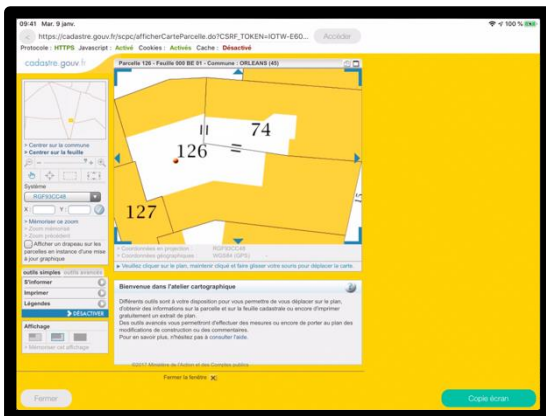 09:41 Mar. 9 janv.
100 %
https://cadastre.gouv.fr/scpc/afficherCarteParcelle.do?CSRF_TOKEN=IOTW-E60...
Accéder
Protocole : HTTPS Javascript : Activé Cookies : Activés Cache : Désactivé
cadastre.gouv.fr
Parcelle 126 - Feuille 000 BE 01 - Commune : ORLEANS (45)
74
126
127
> Centrer sur la commune
> Centrer sur la feuille
Système
RGF93CC48
X : Y :
> Mémoriser ce zoom
> Zoom mémorisé
> Zoom précédent
Afficher un drapeau sur les
parcelles en instance d'une mise
à jour graphique
> Coordonnées en projection : RGF93CC48
> Coordonnées géographiques : WGS84 (GPS) -
Veuillez cliquer sur le plan, maintenir cliqué et faire glisser votre souris pour déplacer la carte.
outils simples outils avancés
S'informer
Imprimer
Légendes
DÉSACTIVER
Affichage
> Mémoriser cet affichage
Bienvenue dans l'atelier cartographique
Différents outils sont à votre disposition pour vous permettre de vous déplacer sur le plan,
d'obtenir des informations sur la parcelle et sur la feuille cadastrale ou encore d'imprimer
gratuitement un extrait de plan.
Des outils avancés vous permettront d'effectuer des mesures ou encore de porter au plan des
modifications de construction ou des commentaires.
Pour en savoir plus, n'hésitez pas à consulter l'aide.
©2017 Ministère de l'Action et des Comptes publics
Fermer la fenêtre
Fermer
Copie écran